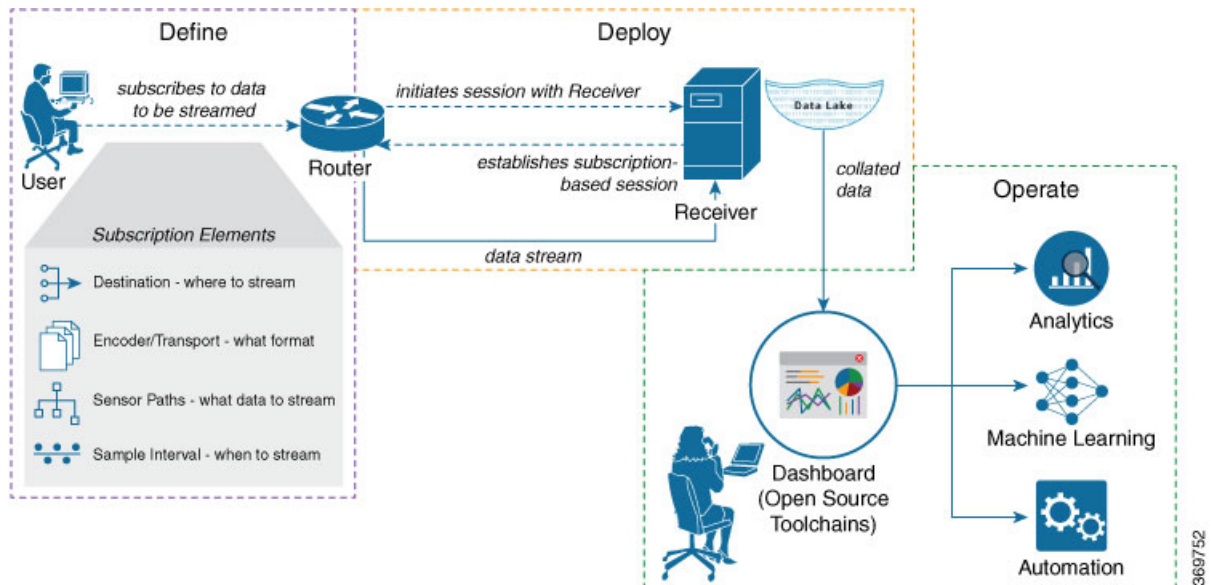 Define
subscribes to data
to be streamed
User
Router
Subscription Elements
Destination - where to stream
Encoder/Transport - what format
Sensor Paths - what data to stream
Sample Interval - when to stream
Deploy
initiates session with Receiver
establishes subscription-
based session
Receiver
data stream
Data Lake
collated
data
Operate
Dashboard
(Open Source
Toolchains)
Analytics
Machine Learning
Automation
369752